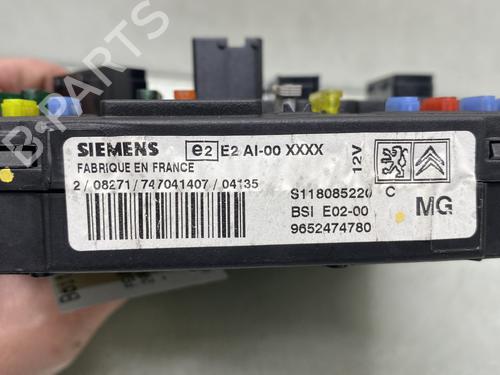 SIEMENS e2 E2 AI-00 XXXX
FABRIQUE EN FRANCE
2/08271/747041407/04135
12V
S118085220 C
BSI E02-00
9652474780
MG
B-Parts